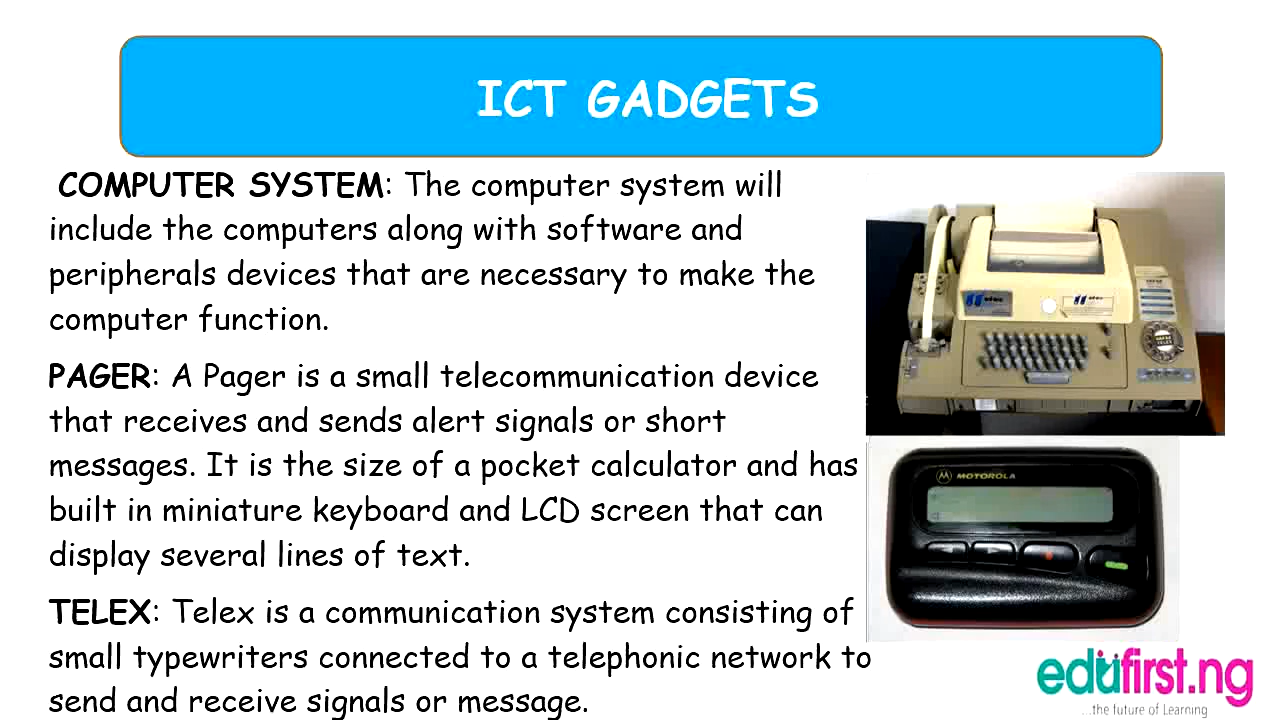 ICT GADGETS
COMPUTER SYSTEM: The computer system will
include the computers along with software and
peripherals devices that are necessary to make the
computer function.
PAGER: A Pager is a small telecommunication device
that receives and sends alert signals or short
messages. It is the size of a pocket calculator and has
built in miniature keyboard and LCD screen that can
display several lines of text.
TELEX: Telex is a communication system consisting of
small typewriters connected to a telephonic network to
send and receive signals or message.
MOTOROLA
edufirst.ng
...the future of Learning